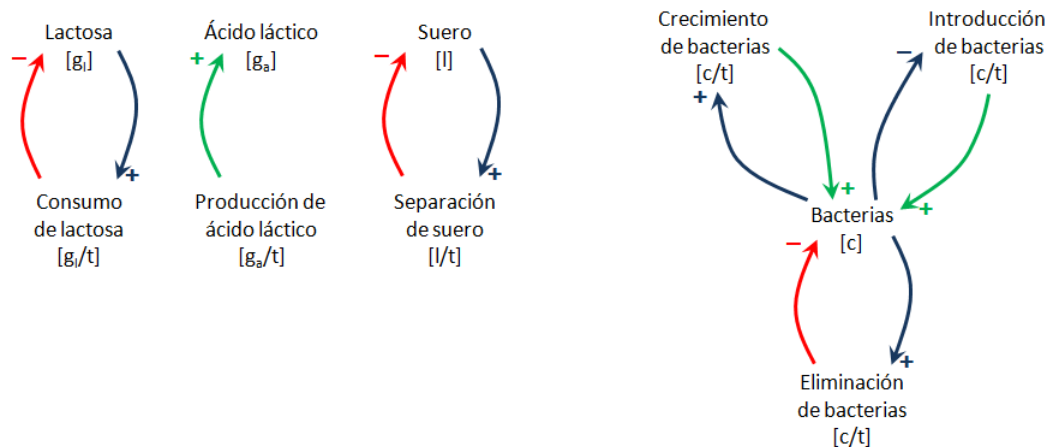 Lactosa
[gₗ]
−
+
Consumo
de lactosa
[gₗ/t]
Ácido láctico
[gₐ]
+
Producción de
ácido láctico
[gₐ/t]
Suero
[l]
−
+
Separación
de suero
[l/t]
Crecimiento
de bacterias
[c/t]
+
+
Introducción
de bacterias
[c/t]
−
+
Bacterias
[c]
−
+
Eliminación
de bacterias
[c/t]